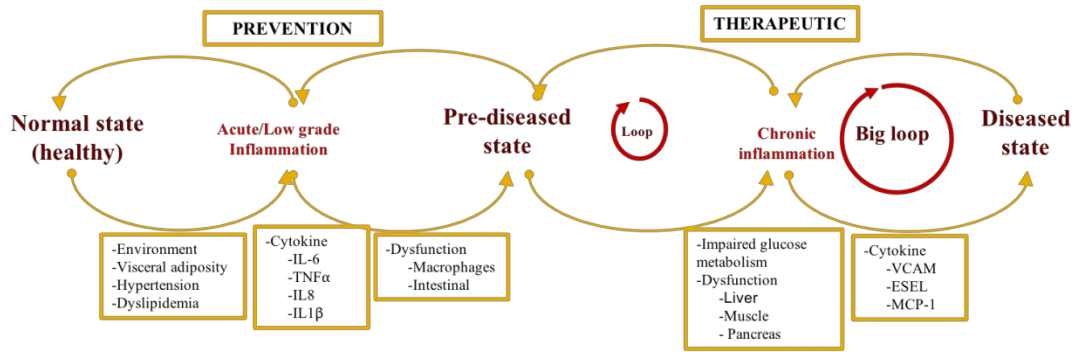 PREVENTION
THERAPEUTIC
Normal state
(healthy)
Acute/Low grade
Inflammation
Pre-diseased
state
Loop
Chronic
inflammation
Big loop
Diseased
state
-Environment
-Visceral adiposity
-Hypertension
-Dyslipidemia
-Cytokine
-IL-6
-TNFα
-IL8
-IL1β
-Dysfunction
-Macrophages
-Intestinal
-Impaired glucose
metabolism
-Dysfunction
-Liver
-Muscle
- Pancreas
-Cytokine
-VCAM
-ESEL
-MCP-1